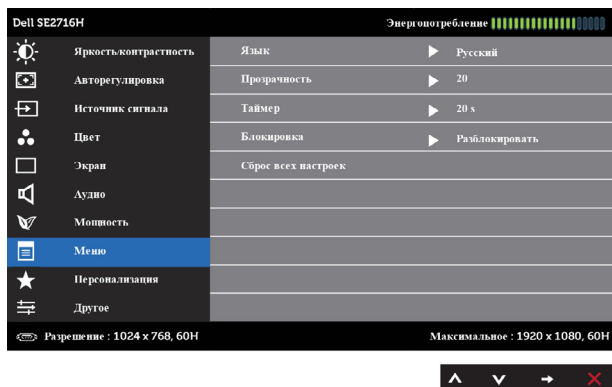 Dell SE2716H Энергопотребление
Яркость/контрастность Язык Русский
Авторегулировка Прозрачность 20
Источник сигнала Таймер 20 s
Цвет Блокировка Разблокировать
Экран Сброс всех настроек
Аудио
Мощность
Меню
Персонализация
Другое
Разрешение : 1024 x 768, 60H Максимальное : 1920 x 1080, 60H